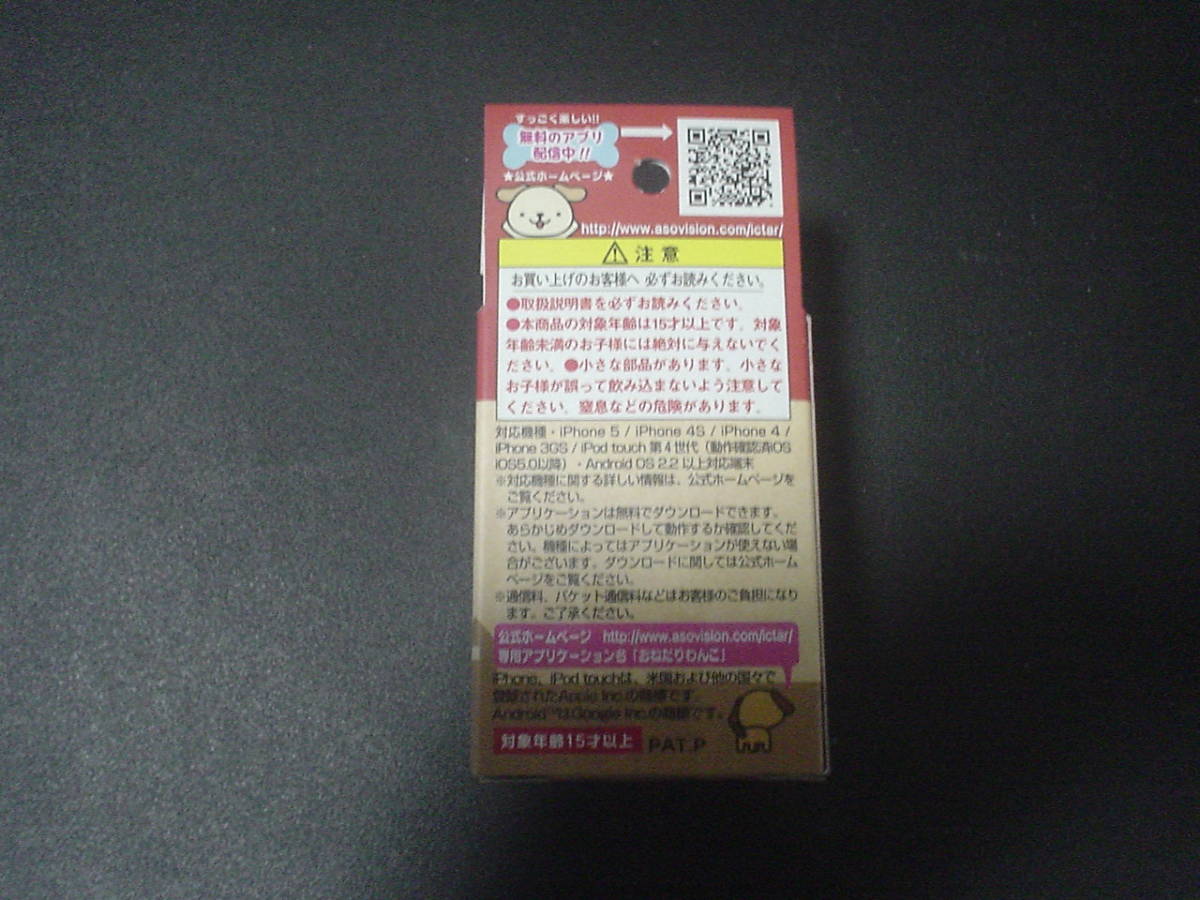 すっごく楽しい!!
無料のアプリ
配信中!!
★公式ホームページ★
http://www.asovision.com/ictar/
注意
お買い上げのお客様へ 必ずお読みください。
●取扱説明書を必ずお読みください。
●本商品の対象年齢は15才以上です。対象
年齢未満のお子様には絶対に与えないでく
ださい。●小さな部品があります。小さな
お子様が誤って飲み込まないよう注意して
ください。窒息などの危険があります。
対応機種・iPhone 5 / iPhone 4S / iPhone 4 /
iPhone 3GS / iPod touch 第4世代（動作確認済iOS
iOS5.0以降）・Android OS 2.2 以上対応端末
※対応機種に関する詳しい情報は、公式ホームページを
ご覧ください。
※アプリケーションは無料でダウンロードできます。
あらかじめダウンロードして動作するか確認してくだ
さい。機種によってはアプリケーションが使えない場
合がございます。ダウンロードに関しては公式ホーム
ページをご覧ください。
※通信料、パケット通信料などはお客様のご負担になり
ます。ご了承ください。
公式ホームページ http://www.asovision.com/ictar/
専用アプリケーション名「おねだりわんこ」
iPhone、iPod touchは、米国および他の国々で
登録されたApple Inc.の商標です。
Android™はGoogle Inc.の商標です。
対象年齢15才以上 PAT.P